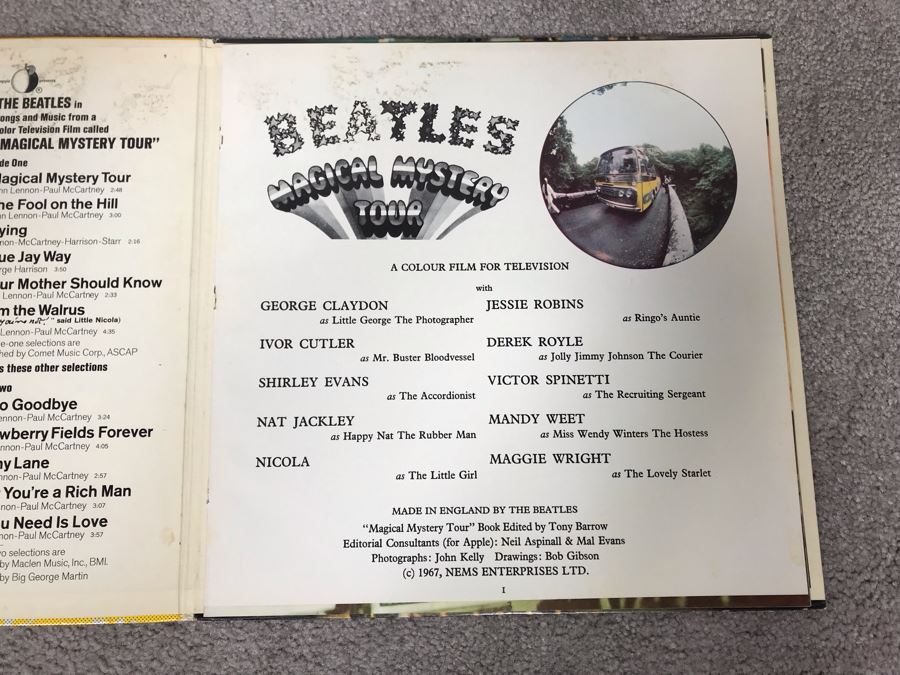 apple presents
THE BEATLES in
ongs and Music from a
olor Television Film called
MAGICAL MYSTERY TOUR”
de One
agical Mystery Tour
hn Lennon-Paul McCartney 2:48
he Fool on the Hill
ennon-Paul McCartney 3:00
ying
non-McCartney-Harrison-Starr 2:16
ue Jay Way
rge Harrison 3:50
ur Mother Should Know
Lennon-Paul McCartney 2:33
m the Walrus
you're not!" said Little Nicola)
Lennon-Paul McCartney 4:35
e-one selections are
hed by Comet Music Corp., ASCAP
s these other selections
wo
o Goodbye
ennon-Paul McCartney 3:24
wberry Fields Forever
nnon-Paul McCartney 4:05
ny Lane
nnon-Paul McCartney 2:57
You're a Rich Man
non-Paul McCartney 3:07
u Need Is Love
non-Paul McCartney 3:57
wo selections are
by Maclen Music, Inc., BMI.
by Big George Martin
BEATLES
MAGICAL MYSTERY
TOUR
A COLOUR FILM FOR TELEVISION
with
GEORGE CLAYDON
as Little George The Photographer
JESSIE ROBINS
as Ringo's Auntie
IVOR CUTLER
as Mr. Buster Bloodvessel
DEREK ROYLE
as Jolly Jimmy Johnson The Courier
SHIRLEY EVANS
as The Accordionist
VICTOR SPINETTI
as The Recruiting Sergeant
NAT JACKLEY
as Happy Nat The Rubber Man
MANDY WEET
as Miss Wendy Winters The Hostess
NICOLA
as The Little Girl
MAGGIE WRIGHT
as The Lovely Starlet
MADE IN ENGLAND BY THE BEATLES
“Magical Mystery Tour” Book Edited by Tony Barrow
Editorial Consultants (for Apple): Neil Aspinall & Mal Evans
Photographs: John Kelly Drawings: Bob Gibson
(c) 1967, NEMS ENTERPRISES LTD.
1